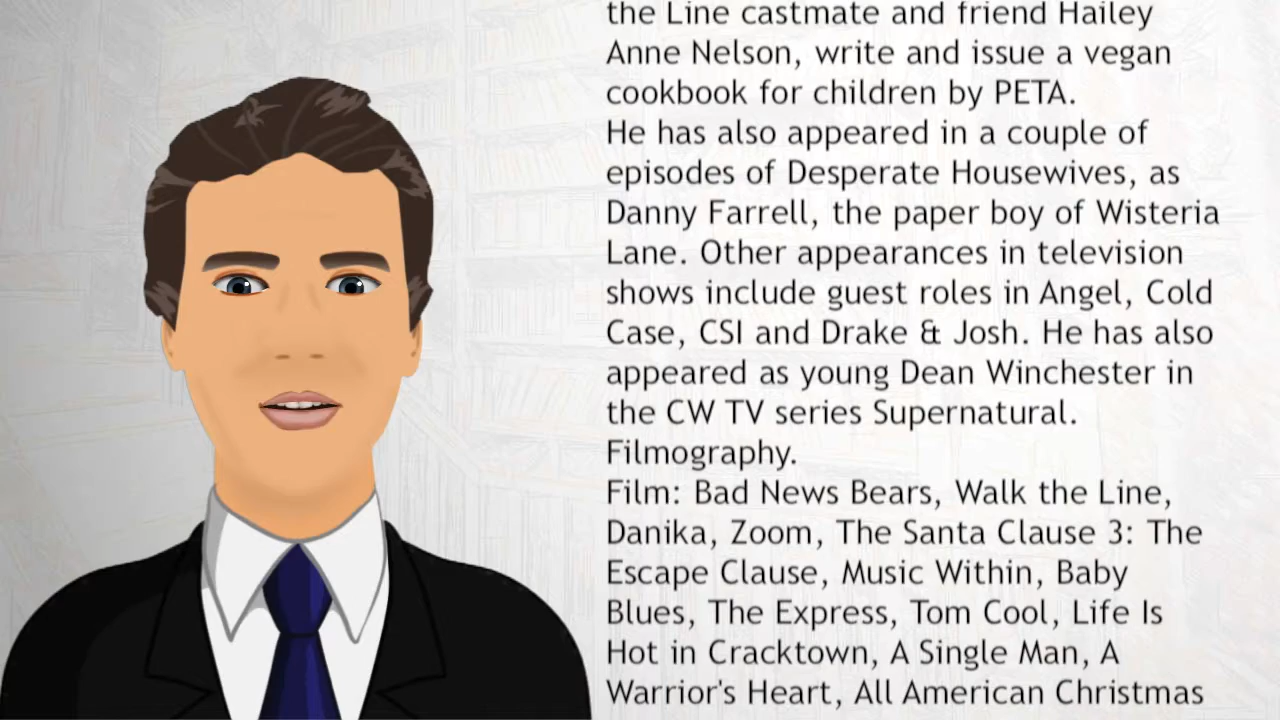 the Line castmate and friend Hailey
Anne Nelson, write and issue a vegan
cookbook for children by PETA.
He has also appeared in a couple of
episodes of Desperate Housewives, as
Danny Farrell, the paper boy of Wisteria
Lane. Other appearances in television
shows include guest roles in Angel, Cold
Case, CSI and Drake & Josh. He has also
appeared as young Dean Winchester in
the CW TV series Supernatural.
Filmography.
Film: Bad News Bears, Walk the Line,
Danika, Zoom, The Santa Clause 3: The
Escape Clause, Music Within, Baby
Blues, The Express, Tom Cool, Life Is
Hot in Cracktown, A Single Man, A
Warrior's Heart, All American Christmas